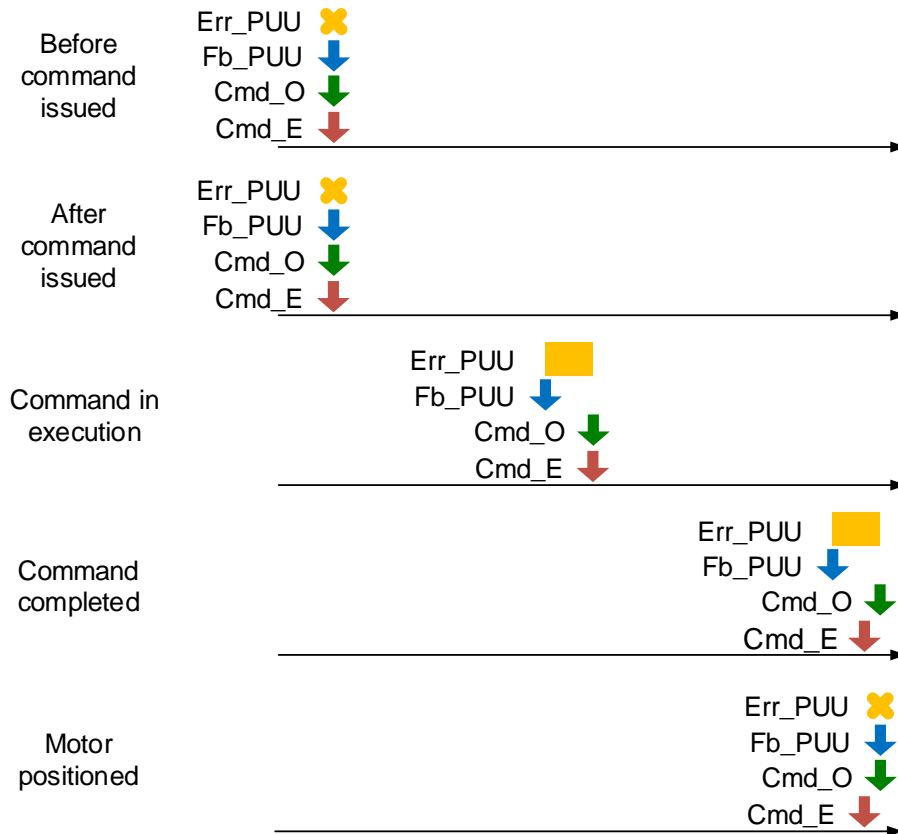 Before
command
issued
Err_PUU
Fb_PUU
Cmd_O
Cmd_E
After
command
issued
Err_PUU
Fb_PUU
Cmd_O
Cmd_E
Command in
execution
Err_PUU
Fb_PUU
Cmd_O
Cmd_E
Command
completed
Err_PUU
Fb_PUU
Cmd_O
Cmd_E
Motor
positioned
Err_PUU
Fb_PUU
Cmd_O
Cmd_E